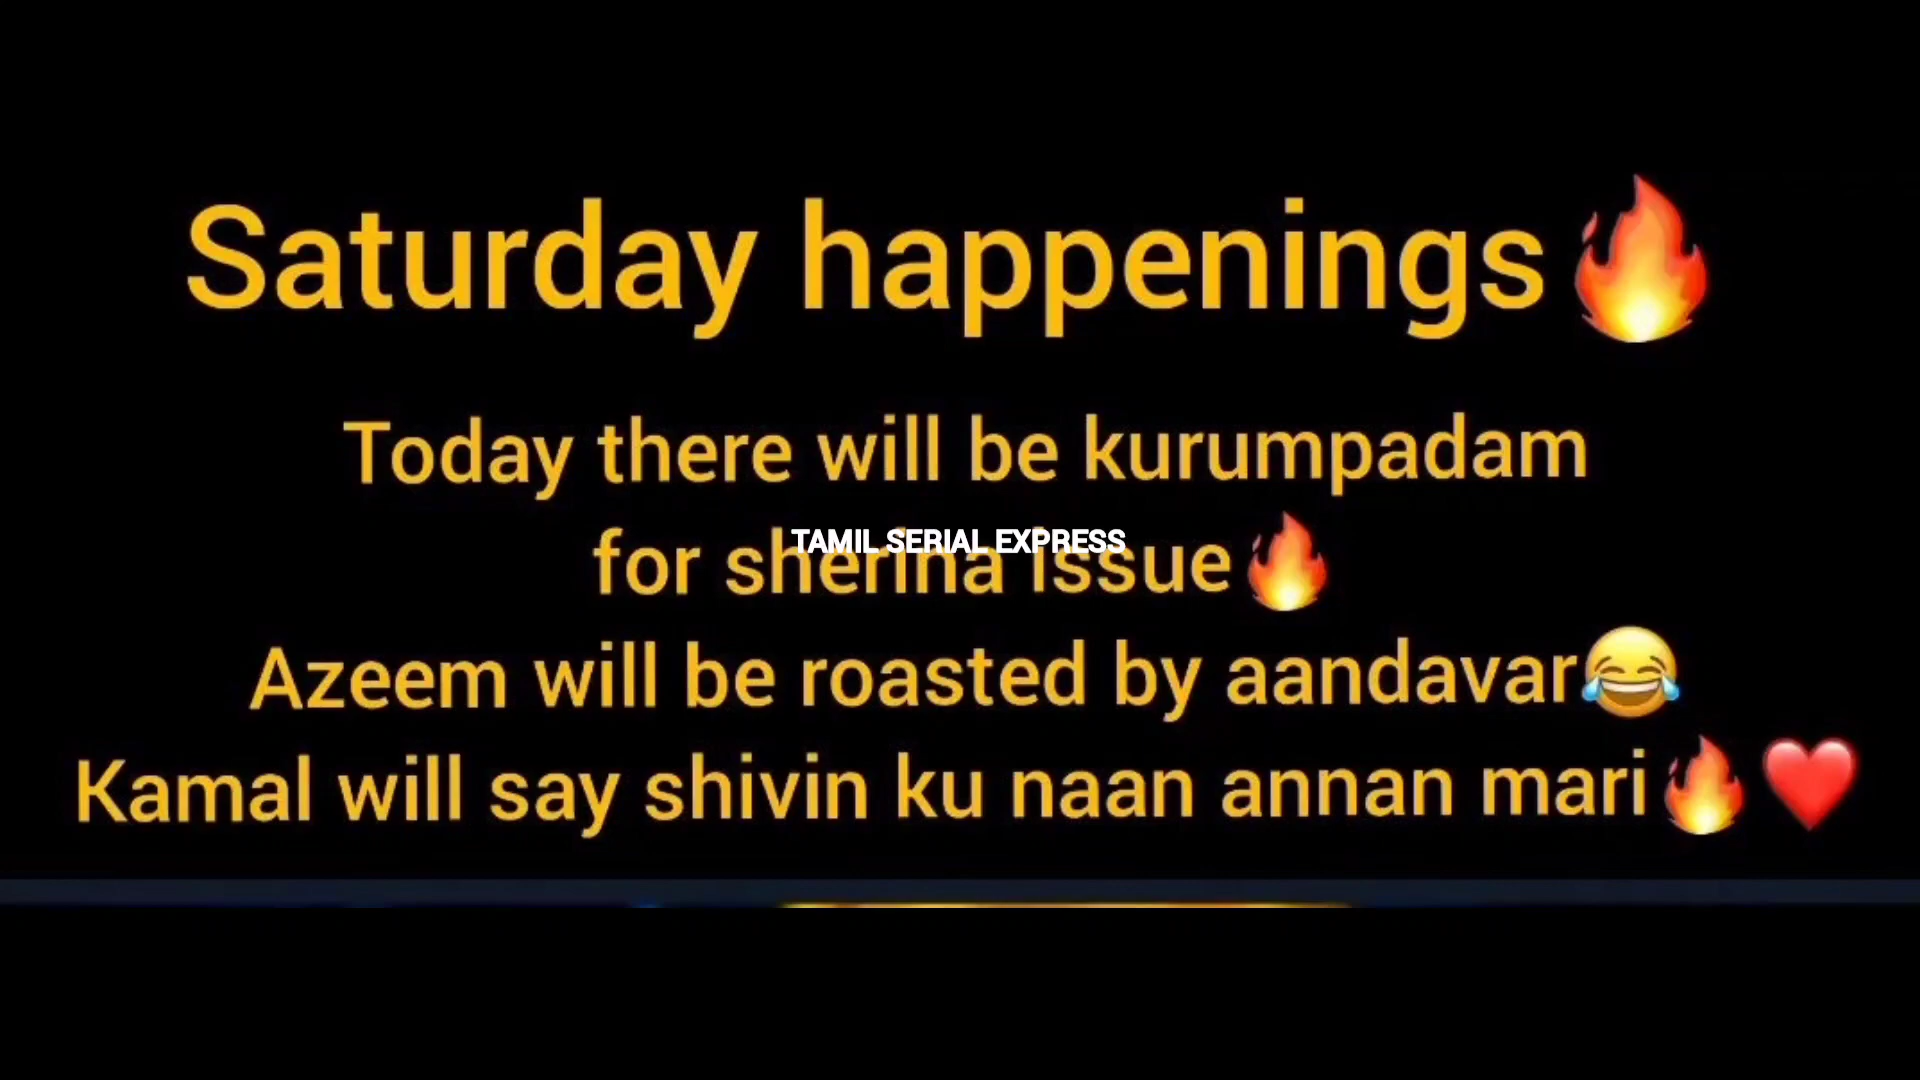 Saturday happenings🔥
Today there will be kurumpadam
for sherina issue🔥
TAMIL SERIAL EXPRESS
Azeem will be roasted by aandavar😂
Kamal will say shivin ku naan annan mari🔥❤️